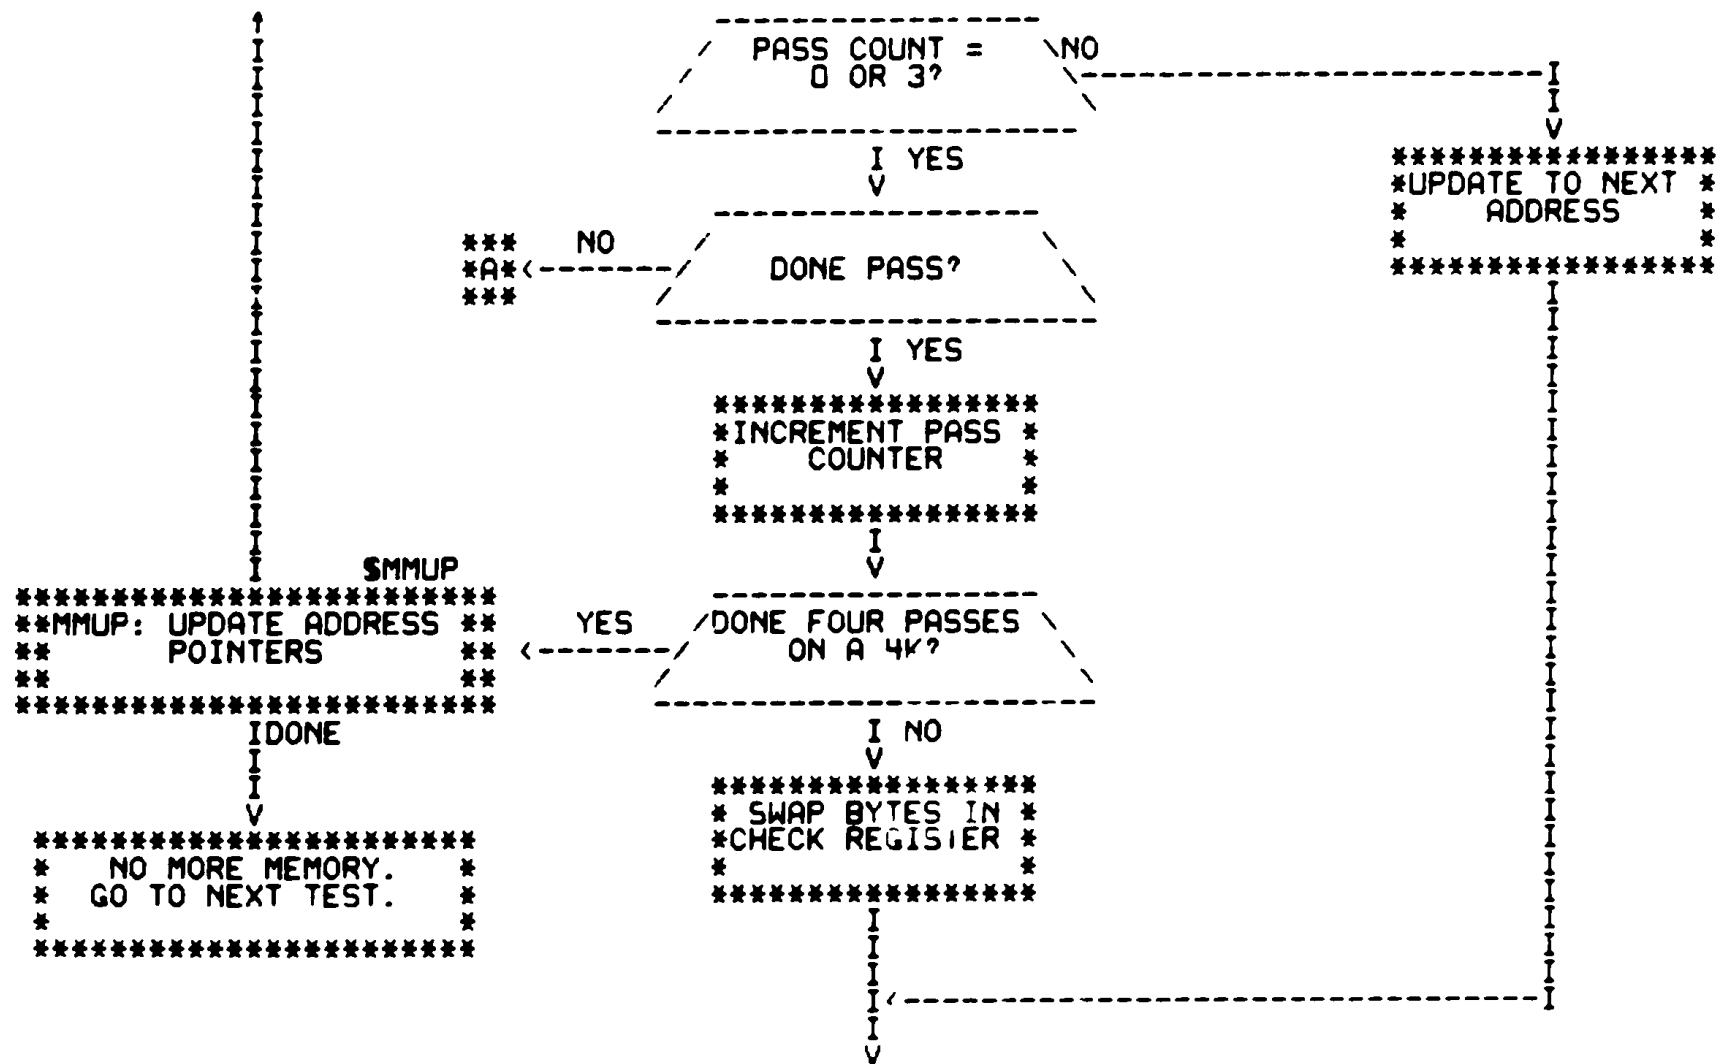 PASS COUNT =
0 OR 3?
NO
YES
UPDATE TO NEXT
ADDRESS
NO
*A*
DONE PASS?
YES
INCREMENT PASS
COUNTER
$MMUP
MMUP: UPDATE ADDRESS
POINTERS
YES
DONE FOUR PASSES
ON A 4K?
DONE
NO
SWAP BYTES IN
CHECK REGISTER
NO MORE MEMORY.
GO TO NEXT TEST.